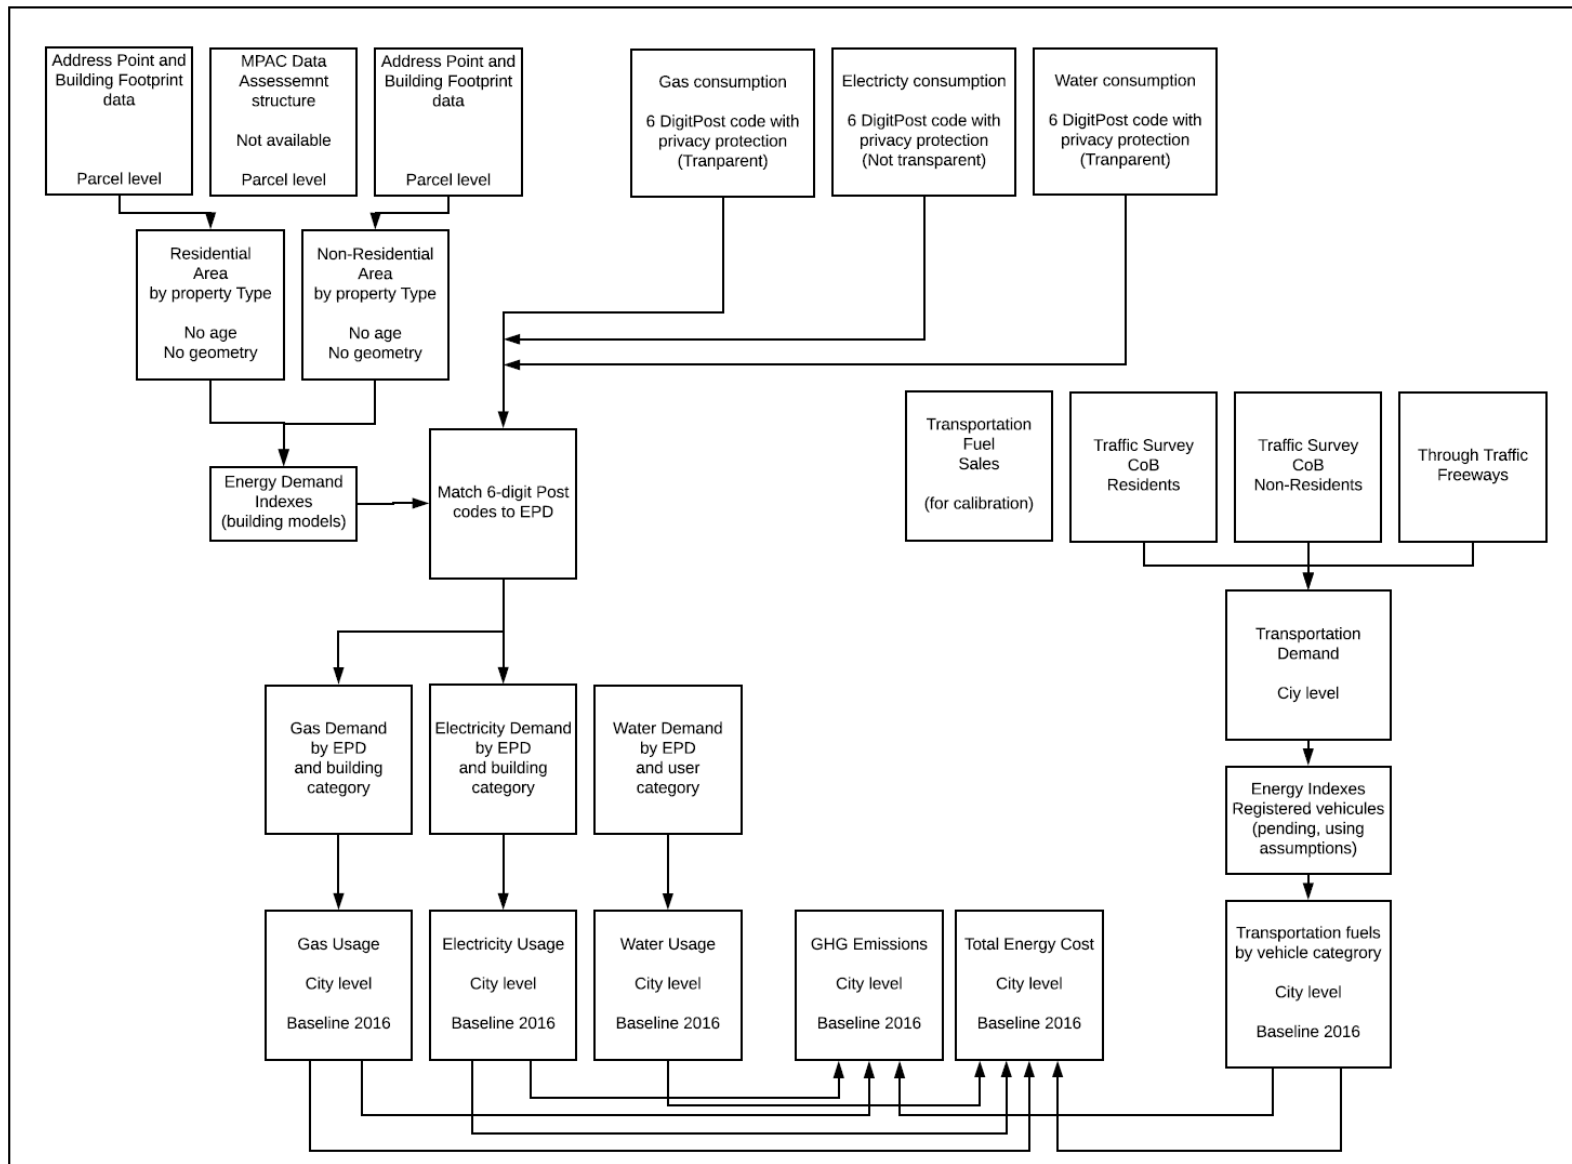 Address Point and
Building Footprint
data
Parcel level
MPAC Data
Assessemnt
structure
Not available
Parcel level
Address Point and
Building Footprint
data
Parcel level
Gas consumption
6 DigitPost code with
privacy protection
(Tranparent)
Electricty consumption
6 DigitPost code with
privacy protection
(Not transparent)
Water consumption
6 DigitPost code with
privacy protection
(Tranparent)
Residential
Area
by property Type
No age
No geometry
Non-Residential
Area
by property Type
No age
No geometry
Energy Demand
Indexes
(building models)
Match 6-digit Post
codes to EPD
Transportation
Fuel
Sales
(for calibration)
Traffic Survey
CoB
Residents
Traffic Survey
CoB
Non-Residents
Through Traffic
Freeways
Transportation
Demand
Ciy level
Gas Demand
by EPD
and building
category
Electricity Demand
by EPD
and building
category
Water Demand
by EPD
and user
category
Energy Indexes
Registered vehicules
(pending, using
assumptions)
Gas Usage
City level
Baseline 2016
Electricity Usage
City level
Baseline 2016
Water Usage
City level
Baseline 2016
GHG Emissions
City level
Baseline 2016
Total Energy Cost
City level
Baseline 2016
Transportation fuels
by vehicle categrory
City level
Baseline 2016